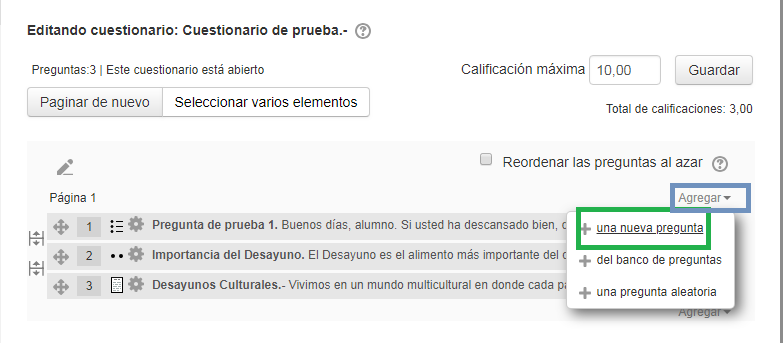 Editando cuestionario: Cuestionario de prueba.- ?
Preguntas:3 | Este cuestionario está abierto
Calificación máxima 10,00 Guardar
Paginar de nuevo Seleccionar varios elementos
Total de calificaciones: 3,00
Reordenar las preguntas al azar ?
Página 1
Agregar
1 Pregunta de prueba 1. Buenos días, alumno. Si usted ha descansado bien,
2 Importancia del Desayuno. El Desayuno es el alimento más importante del
3 Desayunos Culturales.- Vivimos en un mundo multicultural en donde cada
una nueva pregunta
del banco de preguntas
una pregunta aleatoria
Agregar